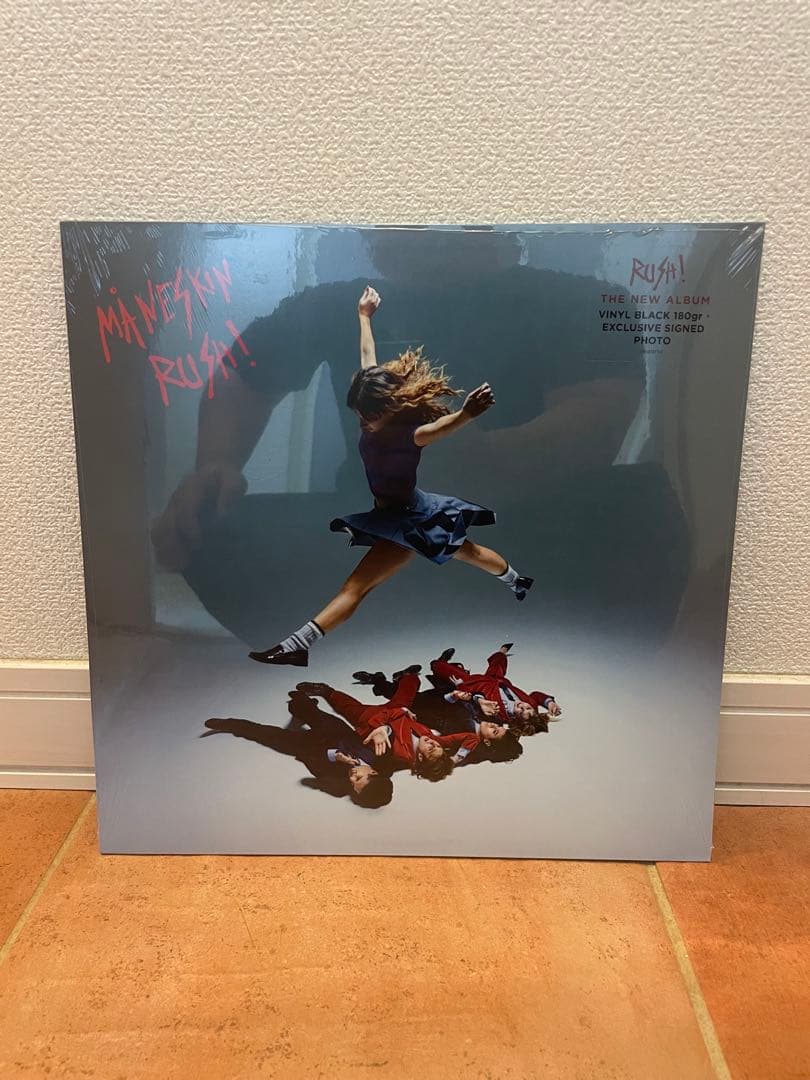 MÅNESKIN
RUSH!
RUSH!
THE NEW ALBUM
VINYL BLACK 180gr +
EXCLUSIVE SIGNED
PHOTO